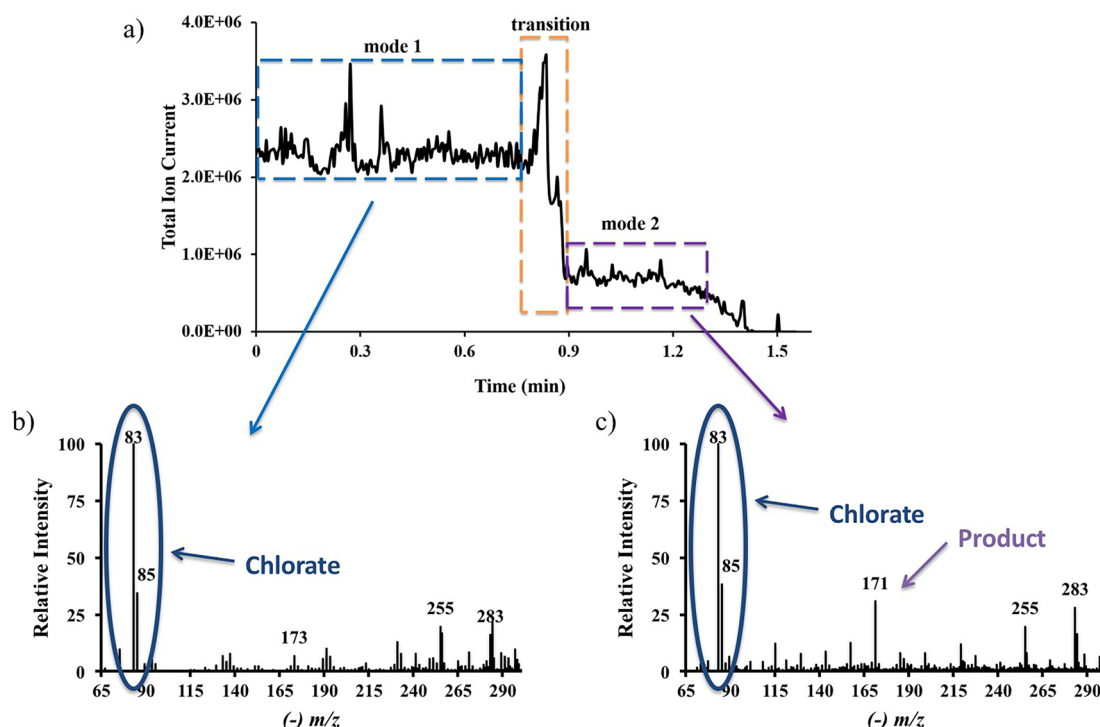 a)
transition
mode 1
mode 2
Total Ion Current
4.0E+06
3.0E+06
2.0E+06
1.0E+06
0.0E+00
0 0.3 0.6 0.9 1.2 1.5
Time (min)
b)
Relative Intensity
100
75
50
25
0
83
85
Chlorate
173
255
283
65 90 115 140 165 190 215 240 265 290
(-) m/z
c)
Relative Intensity
100
75
50
25
0
83
85
Chlorate
Product
171
255
283
65 90 115 140 165 190 215 240 265 290
(-) m/z